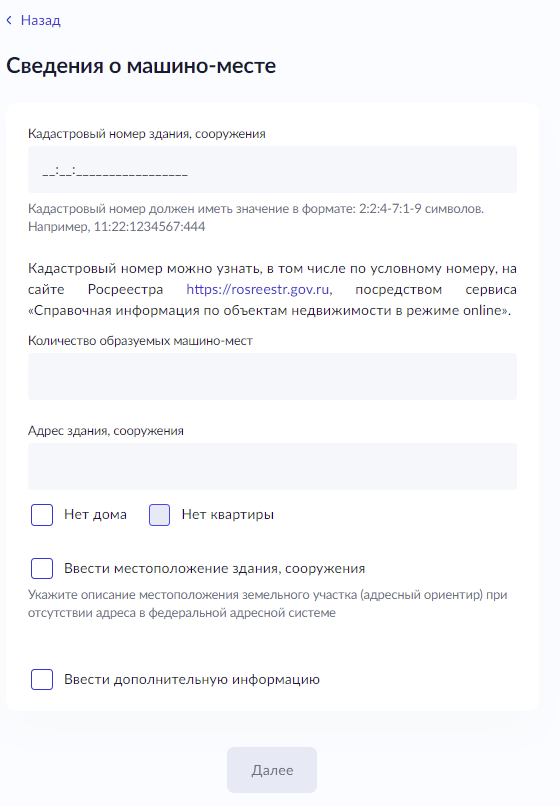 Назад
Сведения о машино-месте
Кадастровый номер здания, сооружения
__:__:_________________
Кадастровый номер должен иметь значение в формате: 2:2:4-7:1-9 символов.
Например, 11:22:1234567:444
Кадастровый номер можно узнать, в том числе по условному номеру, на
сайте Росреестра https://rosreestr.gov.ru, посредством сервиса
«Справочная информация по объектам недвижимости в режиме online».
Количество образуемых машино-мест
Адрес здания, сооружения
Нет дома Нет квартиры
Ввести местоположение здания, сооружения
Укажите описание местоположения земельного участка (адресный ориентир) при
отсутствии адреса в федеральной адресной системе
Ввести дополнительную информацию
Далее